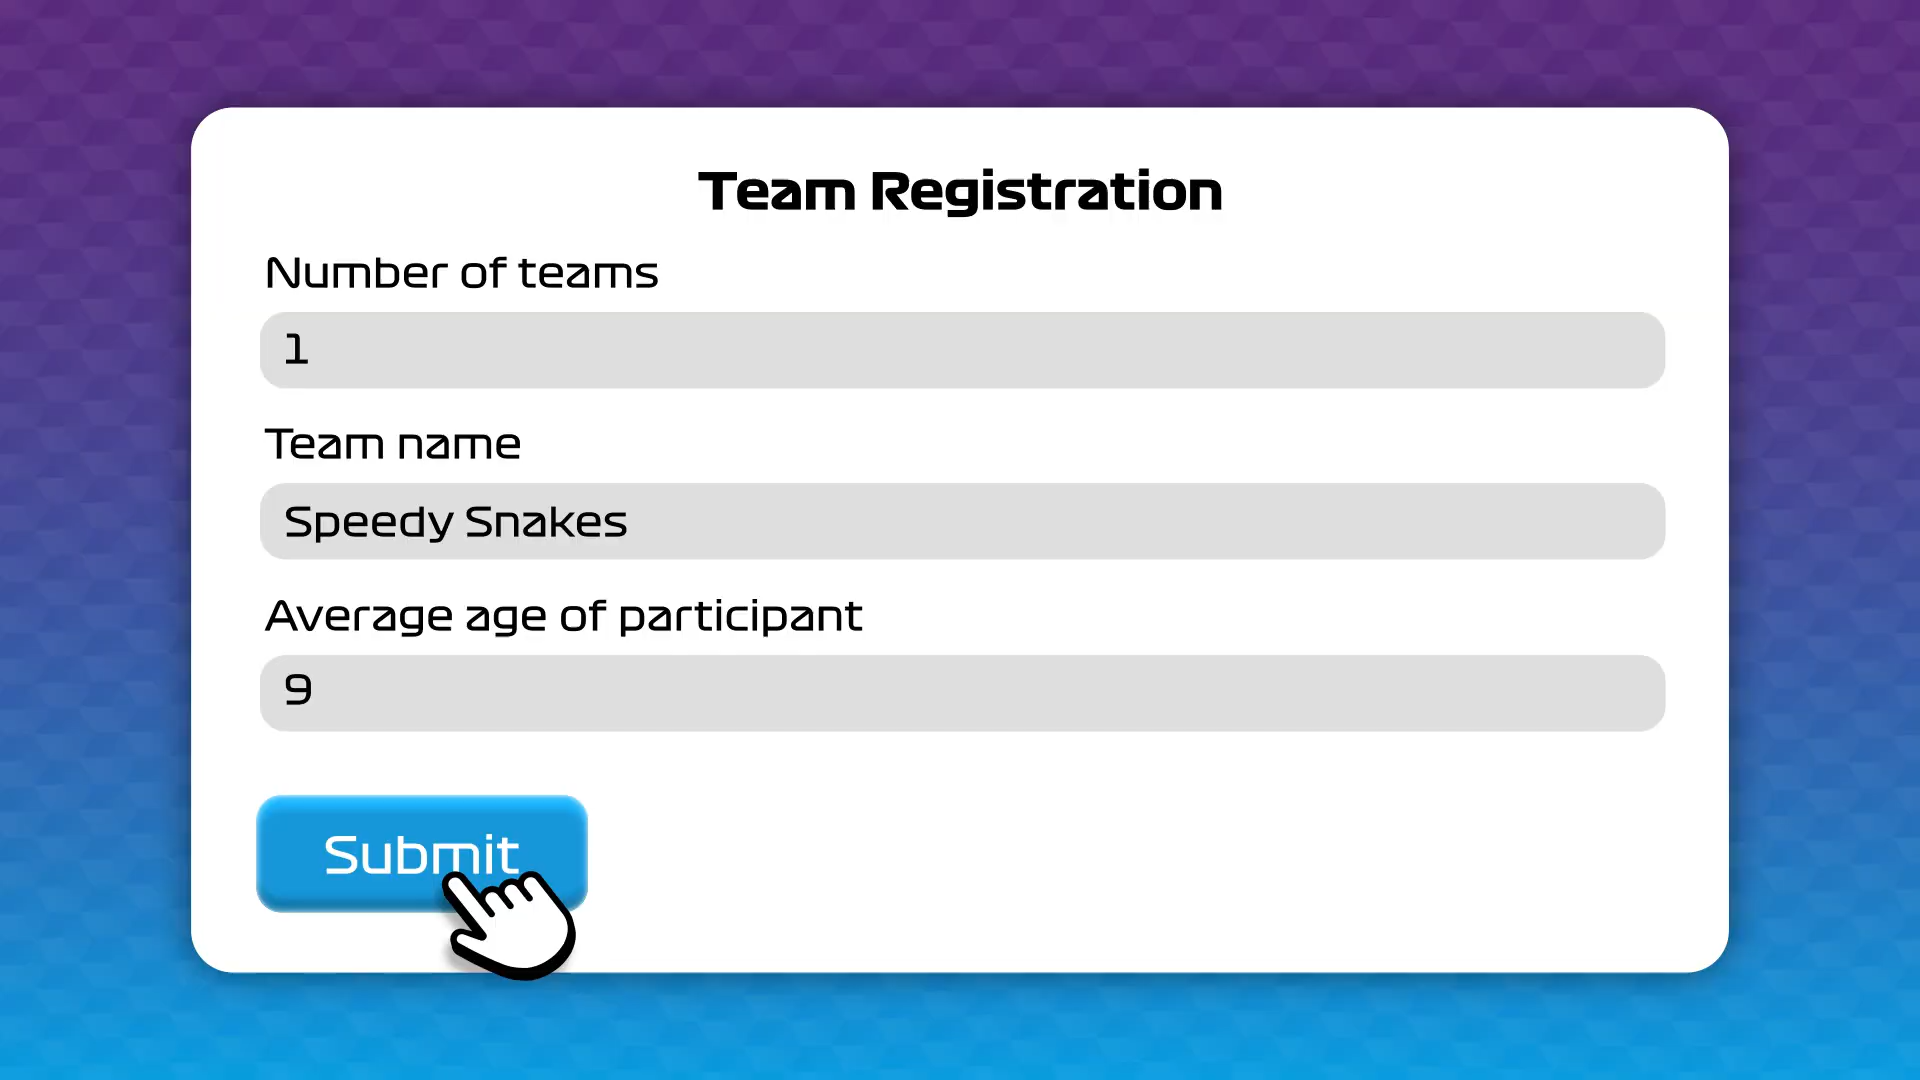 Team Registration
Number of teams
1
Team name
Speedy Snakes
Average age of participant
9
Submit